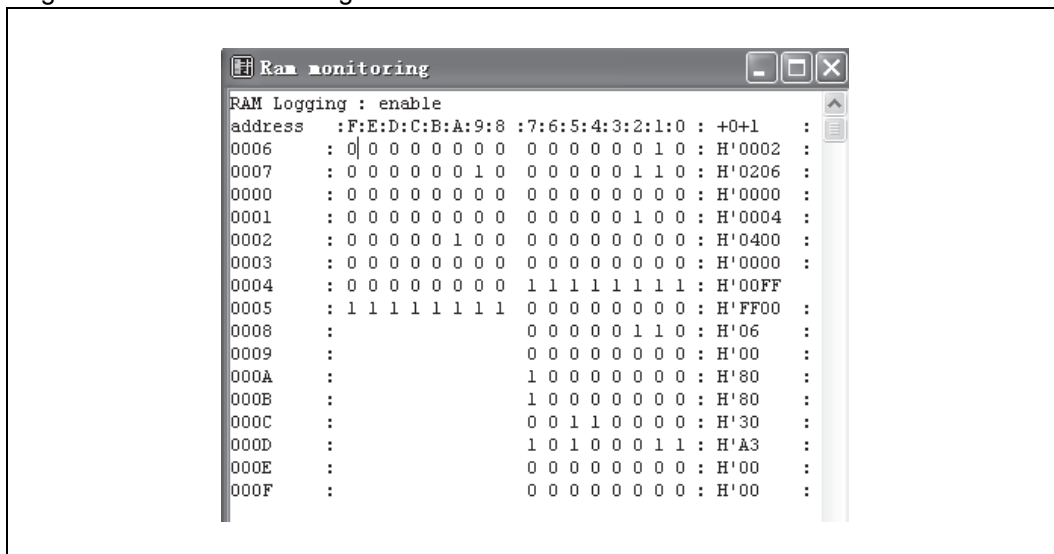 Ram monitoring
RAM Logging : enable
address :F:E:D:C:B:A:9:8 :7:6:5:4:3:2:1:0 : +0+1 :
0006 : 0 0 0 0 0 0 0 0 0 0 0 0 0 0 1 0 : H'0002 :
0007 : 0 0 0 0 0 0 1 0 0 0 0 0 0 1 1 0 : H'0206 :
0000 : 0 0 0 0 0 0 0 0 0 0 0 0 0 0 0 0 : H'0000 :
0001 : 0 0 0 0 0 0 0 0 0 0 0 0 0 1 0 0 : H'0004 :
0002 : 0 0 0 0 0 1 0 0 0 0 0 0 0 0 0 0 : H'0400 :
0003 : 0 0 0 0 0 0 0 0 0 0 0 0 0 0 0 0 : H'0000 :
0004 : 0 0 0 0 0 0 0 0 1 1 1 1 1 1 1 1 : H'00FF
0005 : 1 1 1 1 1 1 1 1 0 0 0 0 0 0 0 0 : H'FF00 :
0008 : 0 0 0 0 0 1 1 0 : H'06 :
0009 : 0 0 0 0 0 0 0 0 : H'00 :
000A : 1 0 0 0 0 0 0 0 : H'80 :
000B : 1 0 0 0 0 0 0 0 : H'80 :
000C : 0 0 1 1 0 0 0 0 : H'30 :
000D : 1 0 1 0 0 0 1 1 : H'A3 :
000E : 0 0 0 0 0 0 0 0 : H'00 :
000F : 0 0 0 0 0 0 0 0 : H'00 :